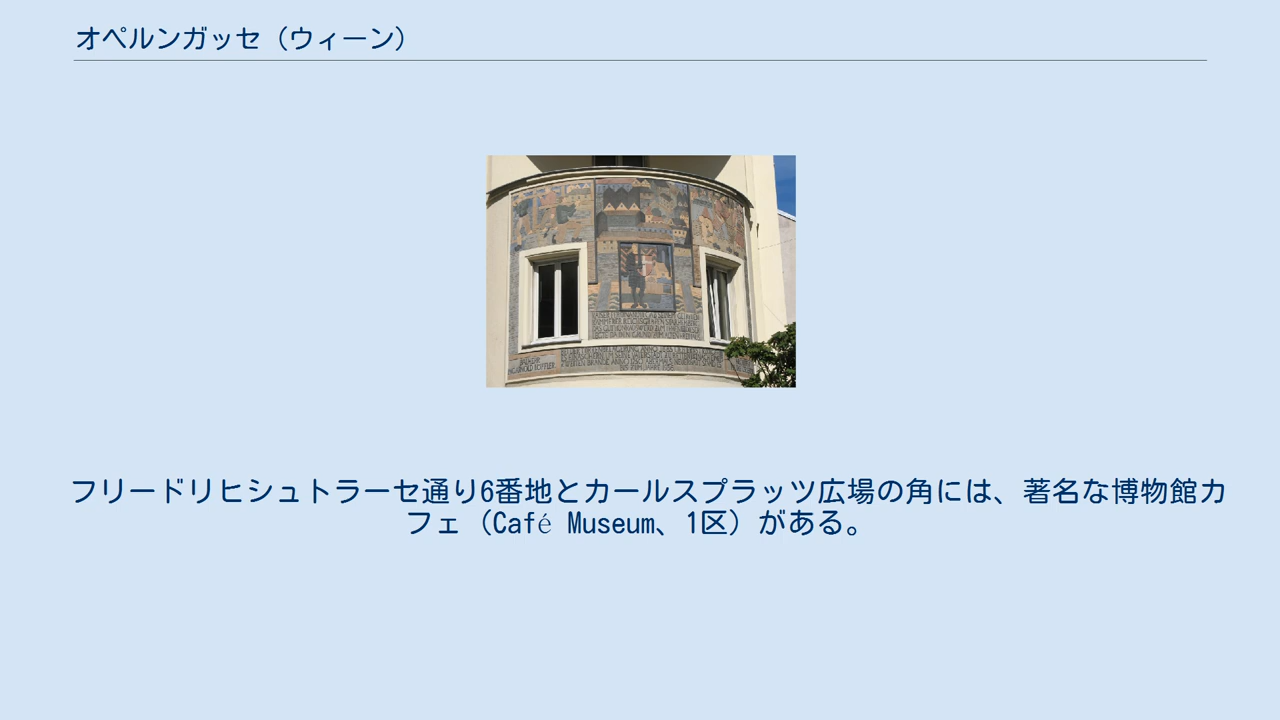 オペルンガッセ（ウィーン）
フリードリヒシュトラーセ通り6番地とカールスプラッツ広場の角には、著名な博物館カ
フェ（Café Museum、1区）がある。